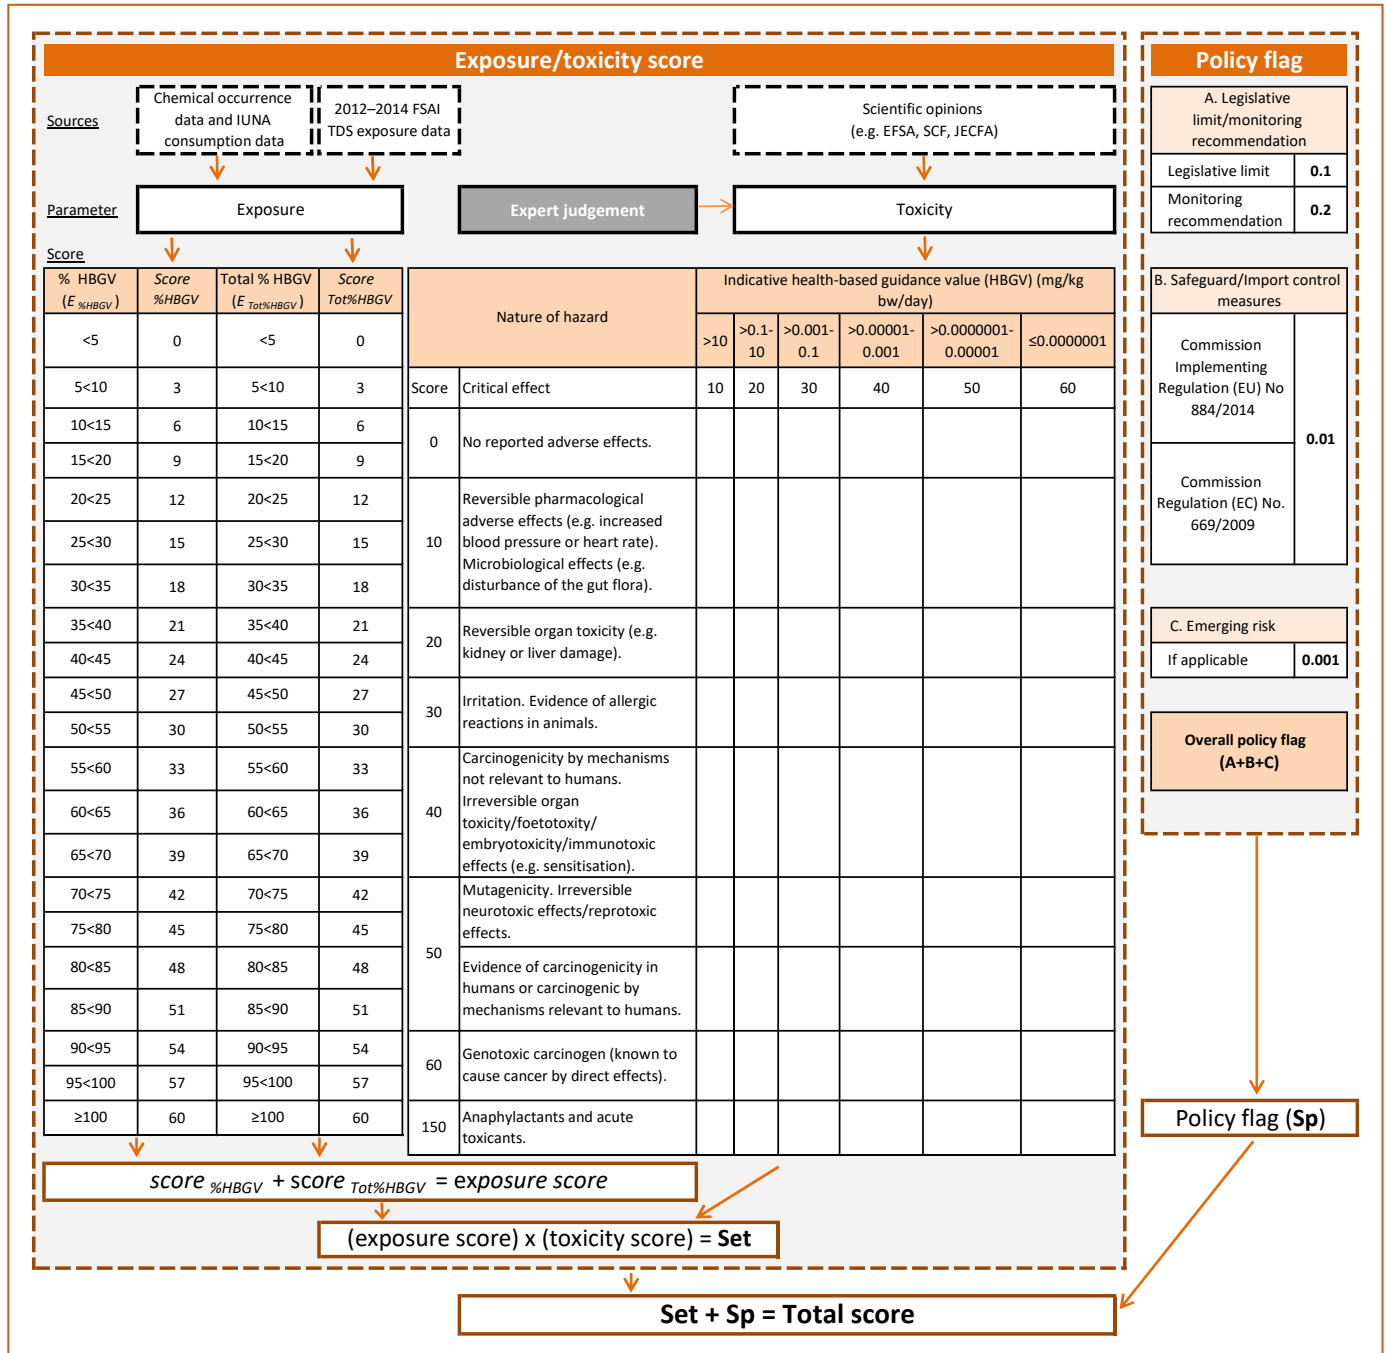 Exposure/toxicity score
Sources
Chemical occurrence
data and IUNA
consumption data)
2012–2014 FSAI
TDS exposure data
Scientific opinions
(e.g. EFSA, SCF, JECFA)
Parameter
Exposure
Expert judgement
Toxicity
Score
% HBGV
(E %HBGV )
Score
%HBGV
Total % HBGV
(E Tot%HBGV )
Score
Tot%HBGV
<5 0 <5 0
5<10 3 5<10 3
10<15 6 10<15 6
15<20 9 15<20 9
20<25 12 20<25 12
25<30 15 25<30 15
30<35 18 30<35 18
35<40 21 35<40 21
40<45 24 40<45 24
45<50 27 45<50 27
50<55 30 50<55 30
55<60 33 55<60 33
60<65 36 60<65 36
65<70 39 65<70 39
70<75 42 70<75 42
75<80 45 75<80 45
80<85 48 80<85 48
85<90 51 85<90 51
90<95 54 90<95 54
95<100 57 95<100 57
≥100 60 ≥100 60
Nature of hazard
Indicative health-based guidance value (HBGV) (mg/kg
bw/day)
>10
>0.1-
10
>0.001-
0.1
>0.00001-
0.001
>0.0000001-
0.00001
≤0.0000001
Score Critical effect 10 20 30 40 50 60
0 No reported adverse effects.
10
Reversible pharmacological
adverse effects (e.g. increased
blood pressure or heart rate).
Microbiological effects (e.g.
disturbance of the gut flora).
20
Reversible organ toxicity (e.g.
kidney or liver damage).
30
Irritation. Evidence of allergic
reactions in animals.
40
Carcinogenicity by mechanisms
not relevant to humans.
Irreversible organ
toxicity/foetotoxity/
embryotoxicity/immunotoxic
effects (e.g. sensitisation).
50
Mutagenicity. Irreversible
neurotoxic effects/reprotoxic
effects.
Evidence of carcinogenicity in
humans or carcinogenic by
mechanisms relevant to humans.
60
Genotoxic carcinogen (known to
cause cancer by direct effects).
150
Anaphylactants and acute
toxicants.
score %HBGV + score Tot%HBGV = exposure score
(exposure score) x (toxicity score) = Set
Policy flag
A. Legislative
limit/monitoring
recommendation
Legislative limit 0.1
Monitoring
recommendation
0.2
B. Safeguard/Import control
measures
Commission
Implementing
Regulation (EU) No
884/2014
0.01
Commission
Regulation (EC) No.
669/2009
C. Emerging risk
If applicable 0.001
Overall policy flag
(A+B+C)
Policy flag (Sp)
Set + Sp = Total score